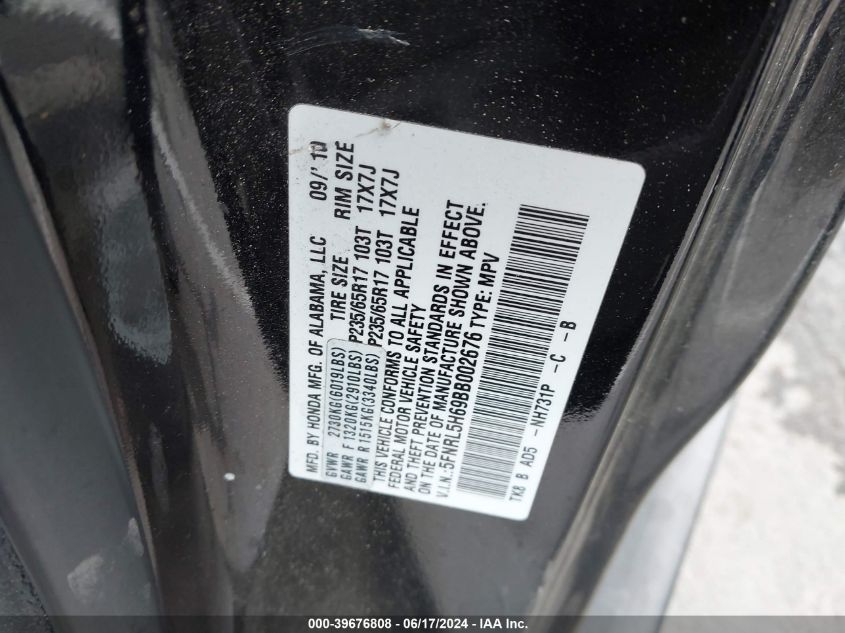 MFD. BY HONDA MFG. OF ALABAMA, LLC 09/' 10
GVWR 2730KG(6019LBS) TIRE SIZE RIM SIZE
GAWR F 1320KG(2910LBS) P235/65R17 103T 17X7J
GAWR R 1515KG(3340LBS) P235/65R17 103T 17X7J
THIS VEHICLE CONFORMS TO ALL APPLICABLE
FEDERAL MOTOR VEHICLE SAFETY
AND THEFT PREVENTION STANDARDS IN EFFECT
ON THE DATE OF MANUFACTURE SHOWN ABOVE.
V.I.N.:5FNRL5H69BB002676 TYPE: MPV
TK8 B AD5 -NH731P -C -B
000-39676808 - 06/17/2024 - IAA Inc.